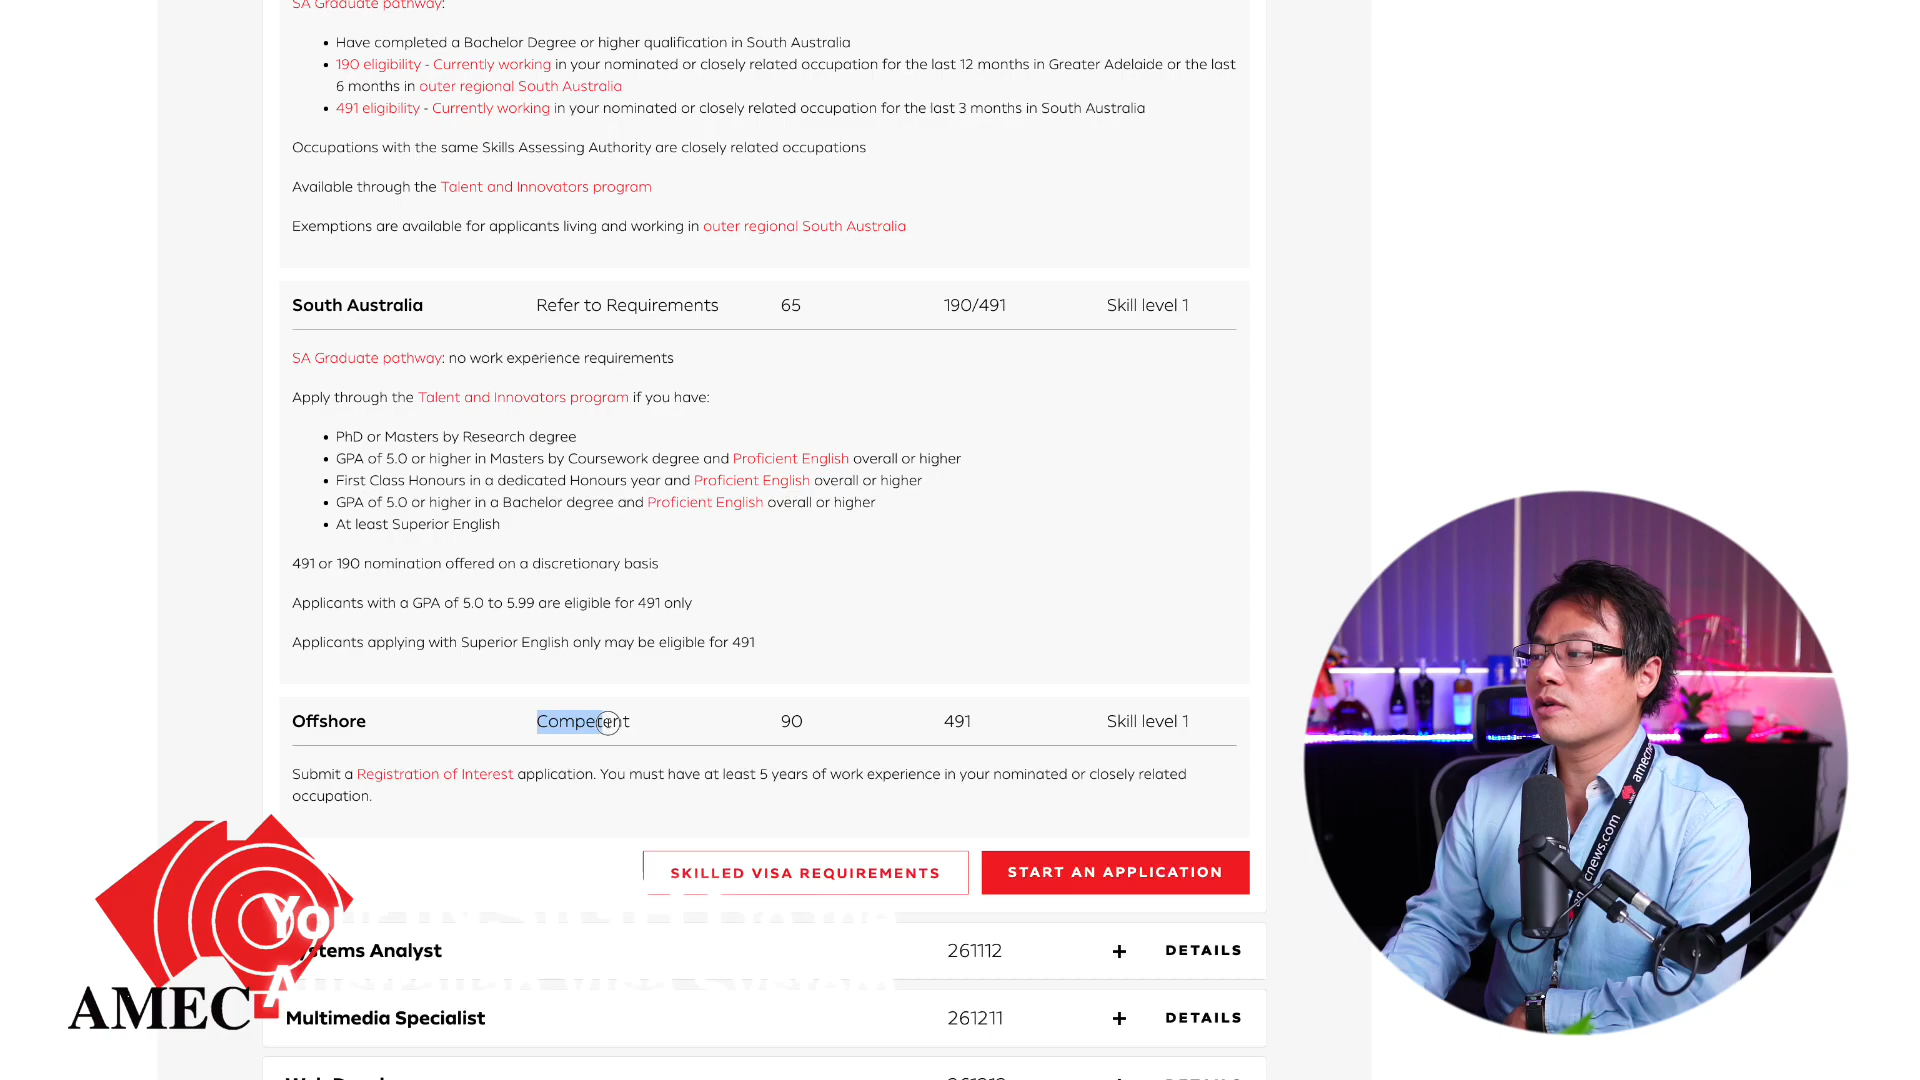 SA Graduate pathway:
• Have completed a Bachelor Degree or higher qualification in South Australia
• 190 eligibility - Currently working in your nominated or closely related occupation for the last 12 months in Greater Adelaide or the last
6 months in outer regional South Australia
• 491 eligibility - Currently working in your nominated or closely related occupation for the last 3 months in South Australia
Occupations with the same Skills Assessing Authority are closely related occupations
Available through the Talent and Innovators program
Exemptions are available for applicants living and working in outer regional South Australia
South Australia Refer to Requirements 65 190/491 Skill level 1
SA Graduate pathway: no work experience requirements
Apply through the Talent and Innovators program if you have:
• PhD or Masters by Research degree
• GPA of 5.0 or higher in Masters by Coursework degree and Proficient English overall or higher
• First Class Honours in a dedicated Honours year and Proficient English overall or higher
• GPA of 5.0 or higher in a Bachelor degree and Proficient English overall or higher
• At least Superior English
491 or 190 nomination offered on a discretionary basis
Applicants with a GPA of 5.0 to 5.99 are eligible for 491 only
Applicants applying with Superior English only may be eligible for 491
Offshore Competent 90 491 Skill level 1
Submit a Registration of Interest application. You must have at least 5 years of work experience in your nominated or closely related
occupation.
SKILLED VISA REQUIREMENTS START AN APPLICATION
Systems Analyst 261112 + DETAILS
AMEC
Multimedia Specialist 261211 + DETAILS